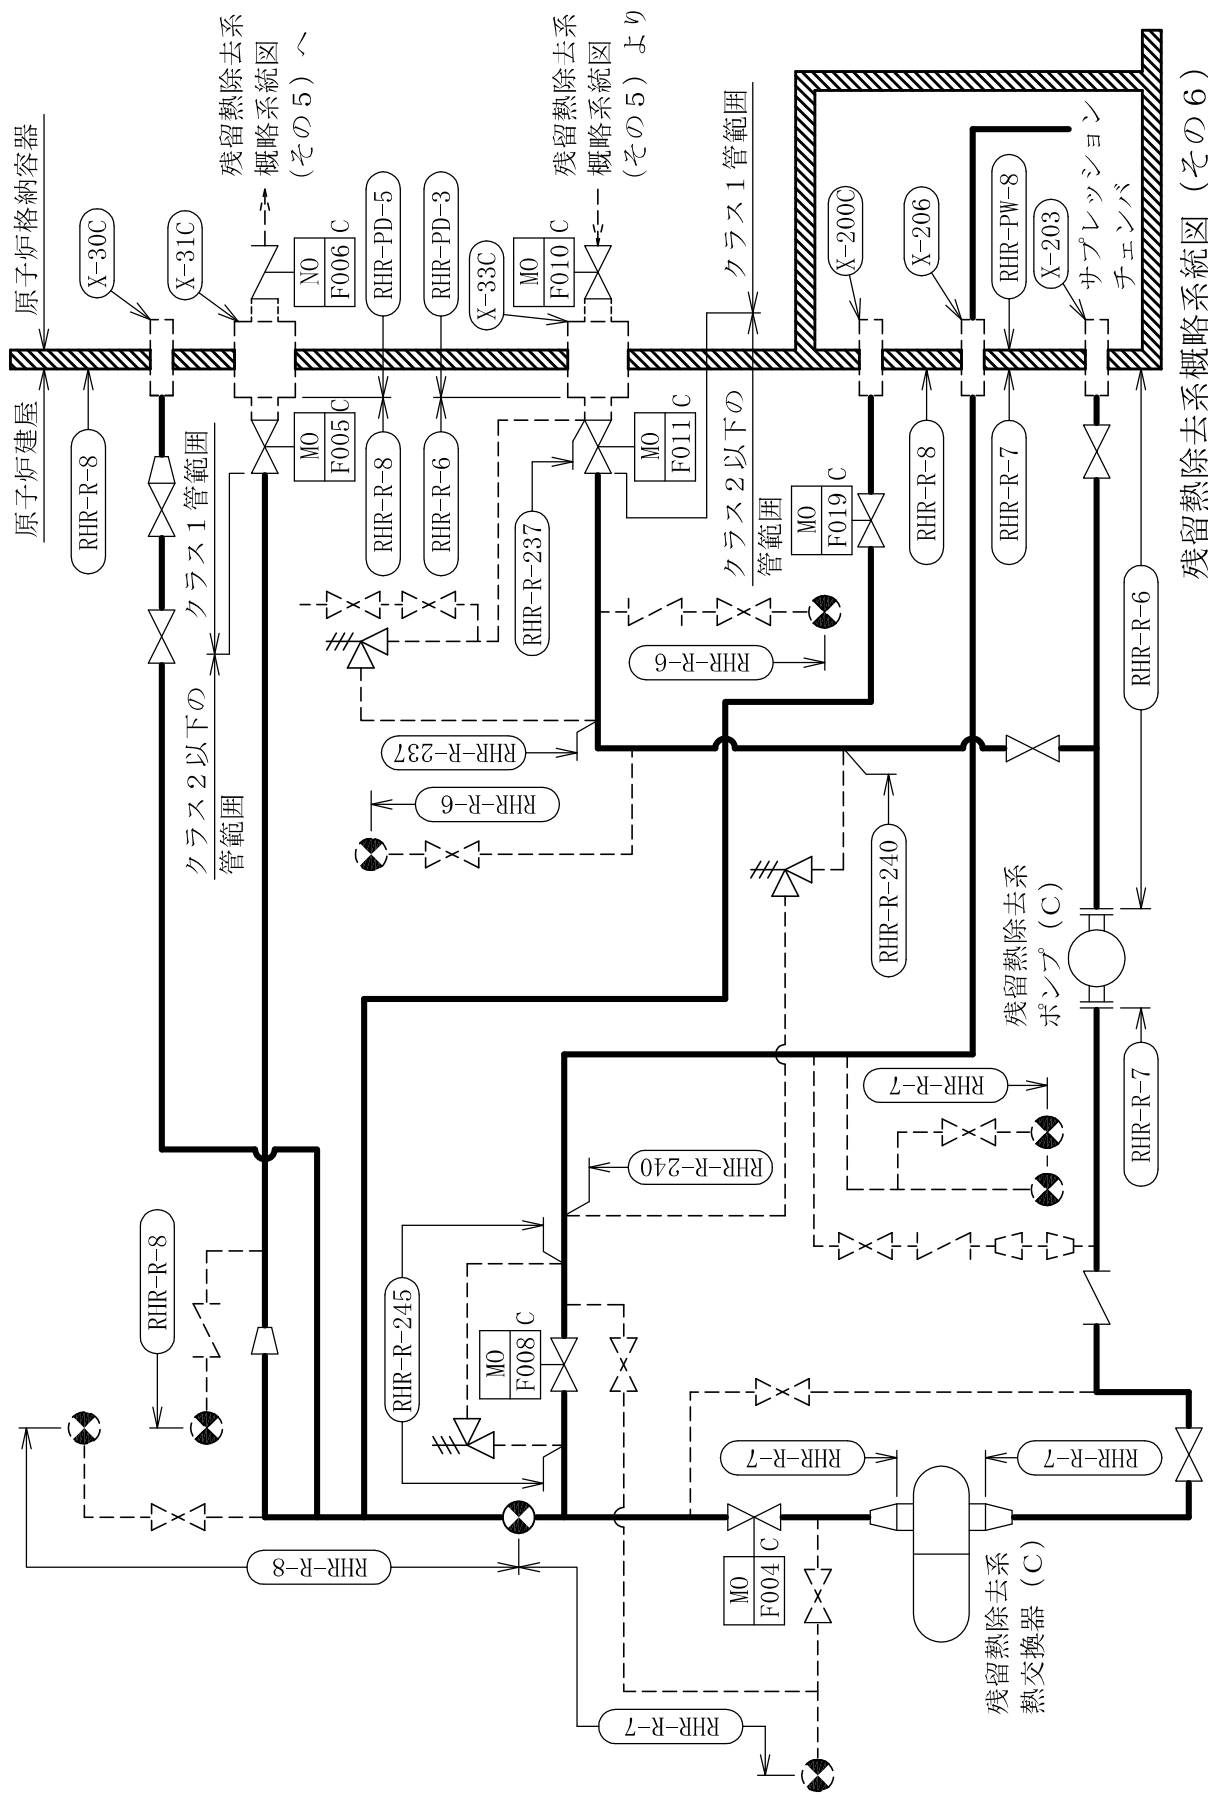 原子炉建屋
原子炉格納容器
RHR-R-8
X-30C
X-31C
残留熱除去系
概略系統図
(その5) へ
クラス2以下の
管範囲
クラス1管範囲
RHR-R-8
MO
F005 C
NO
F006 C
RHR-R-8
RHR-PD-5
RHR-R-6
RHR-PD-3
X-33C
MO
F010 C
残留熱除去系
概略系統図
(その5) より
RHR-R-237
MO
F011 C
RHR-R-237
RHR-R-6
RHR-R-6
クラス2以下の
管範囲
クラス1管範囲
RHR-R-8
RHR-R-245
MO
F008 C
RHR-R-240
RHR-R-240
MO
F019 C
X-200C
RHR-R-8
X-206
RHR-R-7
RHR-PW-8
X-203
サプレッション
チェンバ
RHR-R-7
MO
F004 C
RHR-R-7
RHR-R-7
RHR-R-7
残留熱除去系
熱交換器 (C)
残留熱除去系
ポンプ (C)
RHR-R-7
RHR-R-6
残留熱除去系概略系統図 (その6)